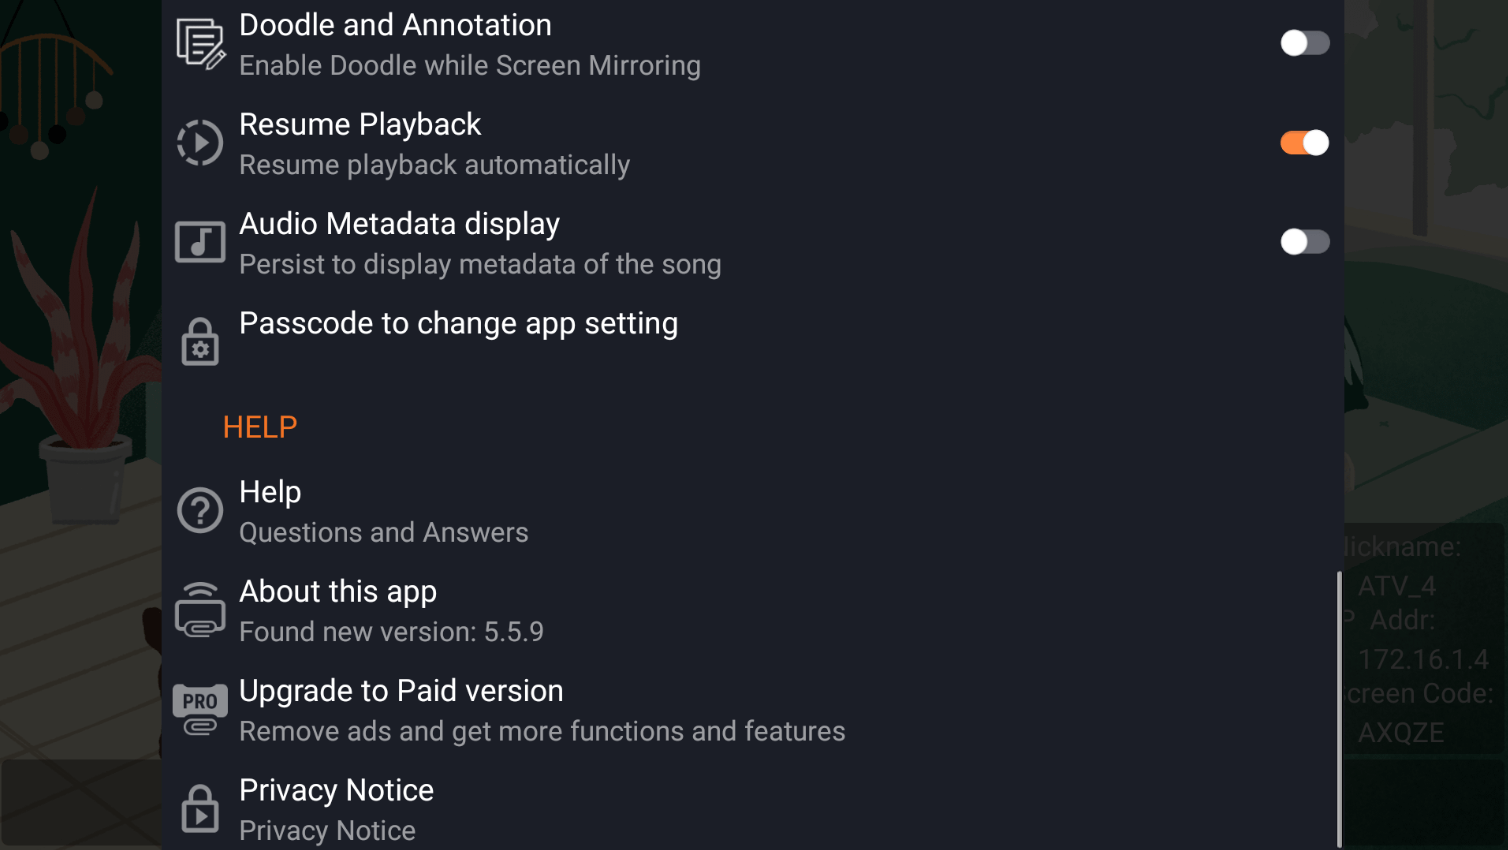 Doodle and Annotation
Enable Doodle while Screen Mirroring
Resume Playback
Resume playback automatically
Audio Metadata display
Persist to display metadata of the song
Passcode to change app setting
HELP
Help
Questions and Answers
About this app
Found new version: 5.5.9
PRO
Upgrade to Paid version
Remove ads and get more functions and features
Privacy Notice
Privacy Notice
ickname:
ATV_4
P Addr:
172.16.1.4
creen Code:
AXQZE